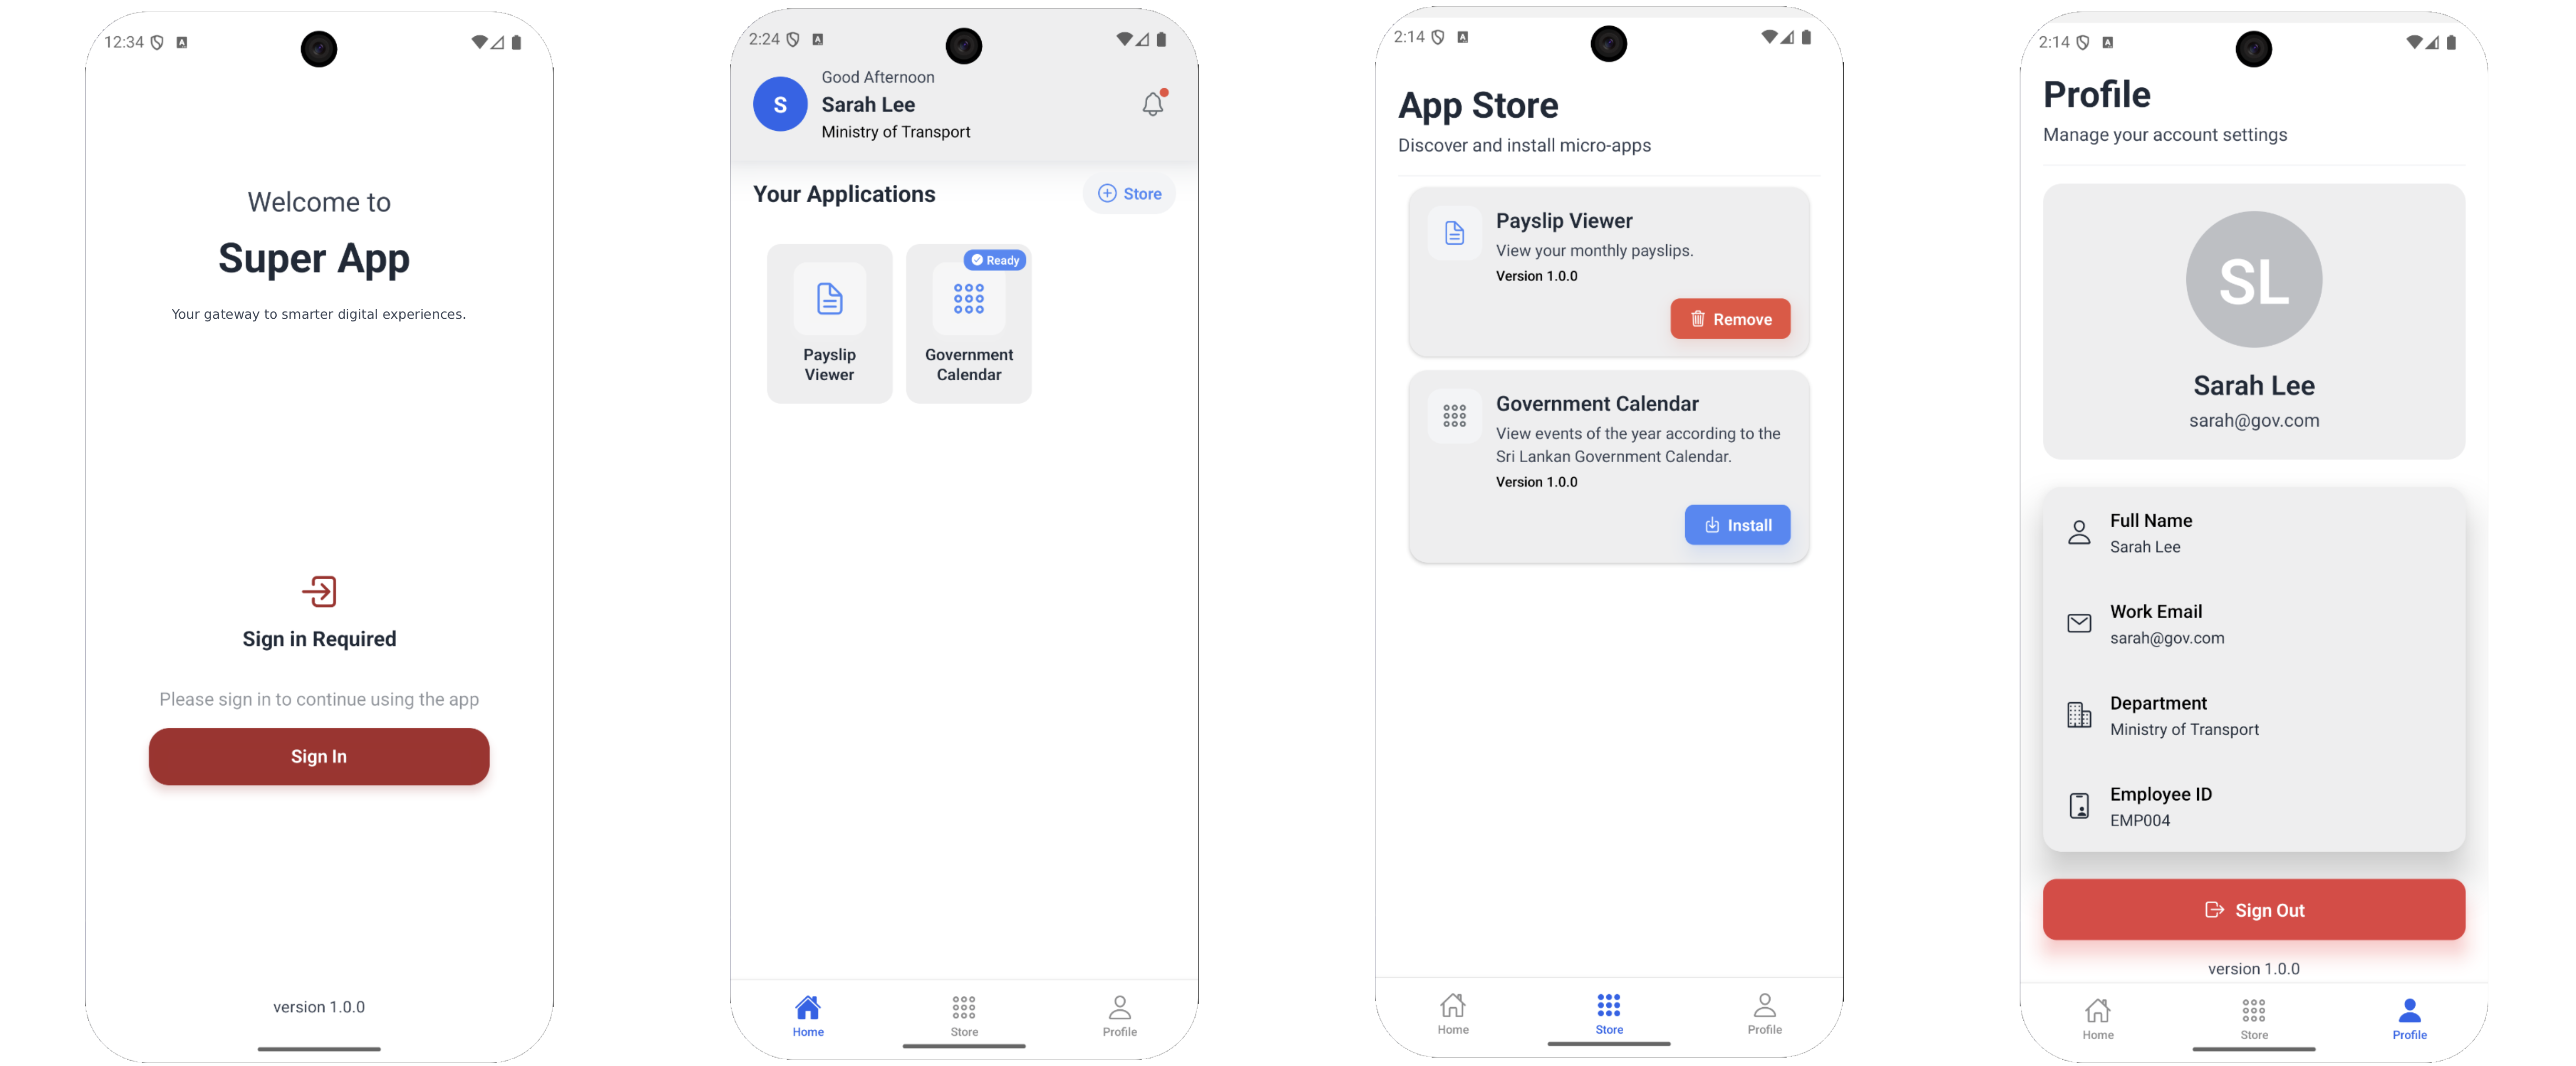 12:34
Welcome to
Super App
Your gateway to smarter digital experiences.
Sign in Required
Please sign in to continue using the app
Sign In
version 1.0.0
2:24
S
Good Afternoon
Sarah Lee
Ministry of Transport
Your Applications
Store
Ready
Payslip
Viewer
Government
Calendar
Home
Store
Profile
2:14
App Store
Discover and install micro-apps
Payslip Viewer
View your monthly payslips.
Version 1.0.0
Remove
Government Calendar
View events of the year according to the
Sri Lankan Government Calendar.
Version 1.0.0
Install
Home
Store
Profile
2:14
Profile
Manage your account settings
SL
Sarah Lee
sarah@gov.com
Full Name
Sarah Lee
Work Email
sarah@gov.com
Department
Ministry of Transport
Employee ID
EMP004
Sign Out
version 1.0.0
Home
Store
Profile